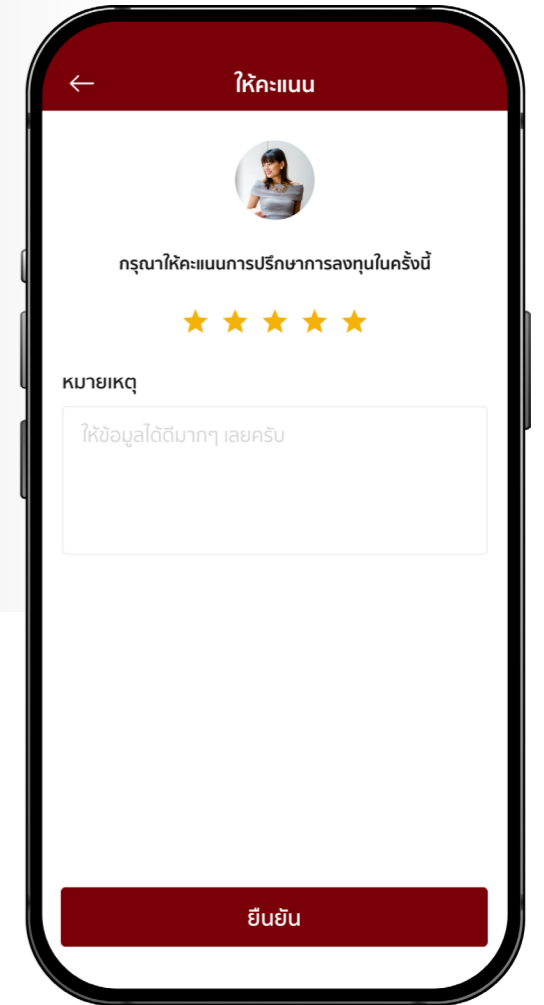 ให้คะแนน
กรุณาให้คะแนนการปรึกษาการลงทุนในครั้งนี้
หมายเหตุ
ให้ข้อมูลได้ดีมากๆ เลยครับ
ยืนยัน